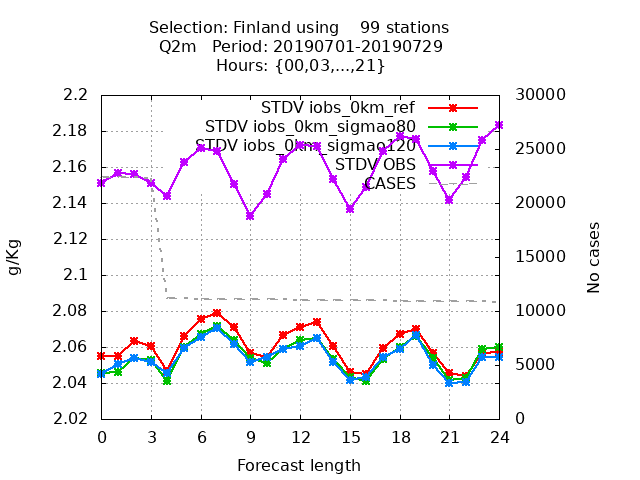 Selection: Finland using 99 stations
Q2m Period: 20190701-20190729
Hours: {00,03,...,21}
2.2
2.18
2.16
2.14
2.12
2.1
2.08
2.06
2.04
2.02
g/Kg
STDV iobs_0km_ref
STDV iobs_0km_sigmao80
STDV iobs_0km_sigmao120
STDV OBS
CASES
30000
25000
20000
15000
10000
5000
0
No cases
0 3 6 9 12 15 18 21 24
Forecast length